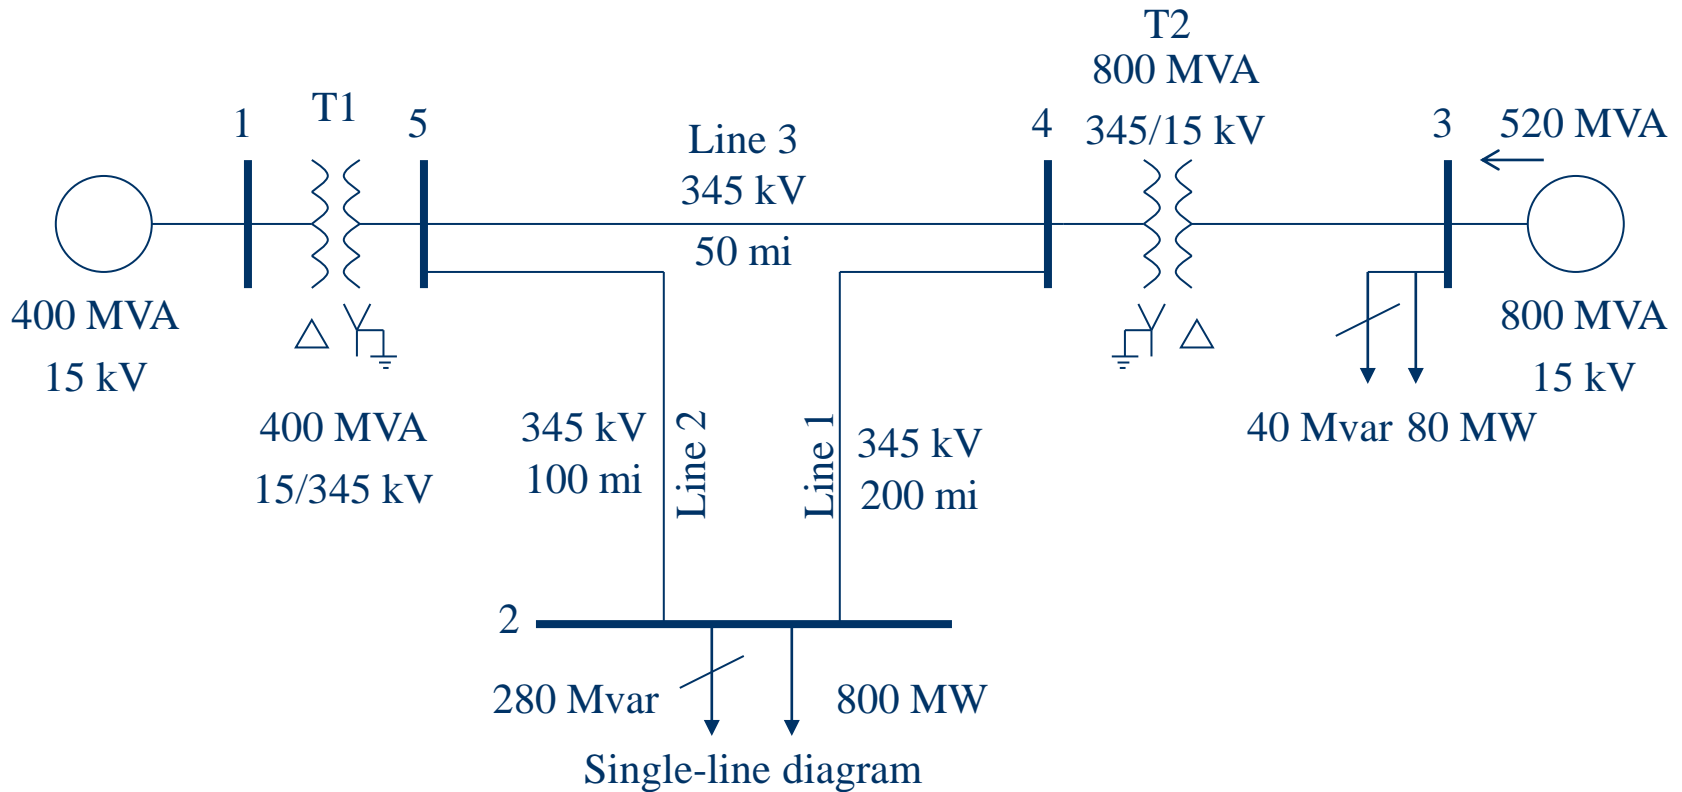 T2
800 MVA
345/15 kV
T1
1
5
Line 3
345 kV
50 mi
4
3
520 MVA
400 MVA
15 kV
800 MVA
15 kV
400 MVA
15/345 kV
345 kV
100 mi
Line 2
Line 1
345 kV
200 mi
40 Mvar 80 MW
2
280 Mvar
800 MW
Single-line diagram